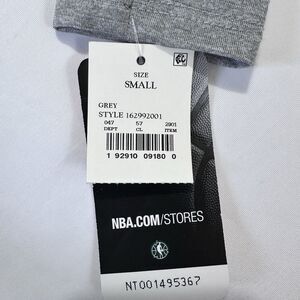 SIZE
SMALL
GREY
STYLE 162992001
047 57 2901
DEPT CL ITEM
1 92910 09180 0
NBA.COM/STORES
NT001495367